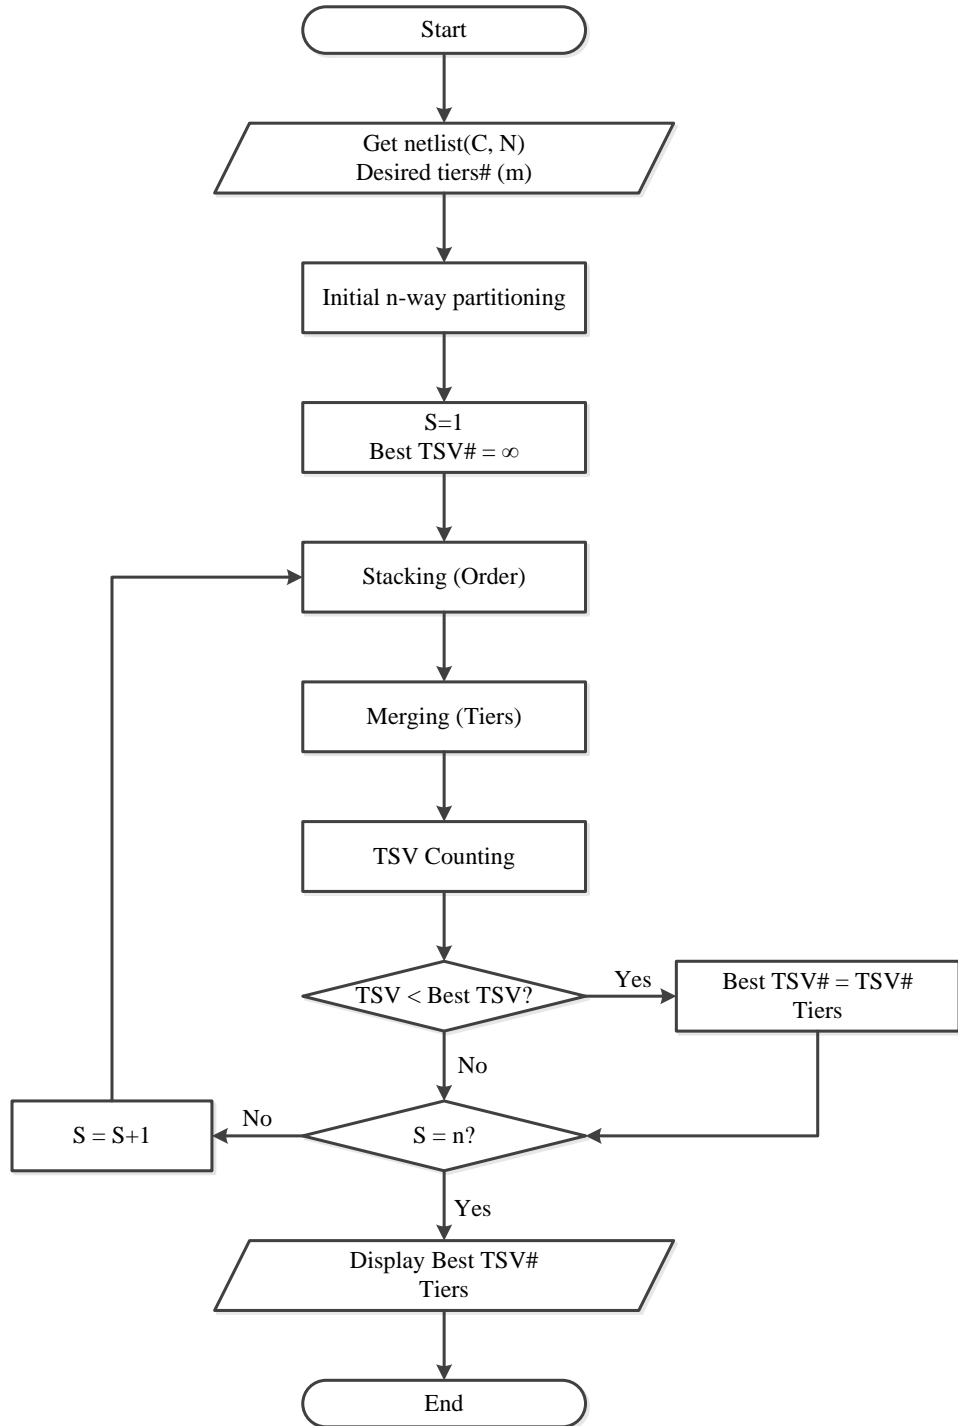 Start
Get netlist(C, N)
Desired tiers# (m)
Initial n-way partitioning
S=1
Best TSV# = ∞
Stacking (Order)
Merging (Tiers)
TSV Counting
TSV < Best TSV?
Yes
Best TSV# = TSV#
Tiers
No
S = n?
No
S = S+1
Yes
Display Best TSV#
Tiers
End